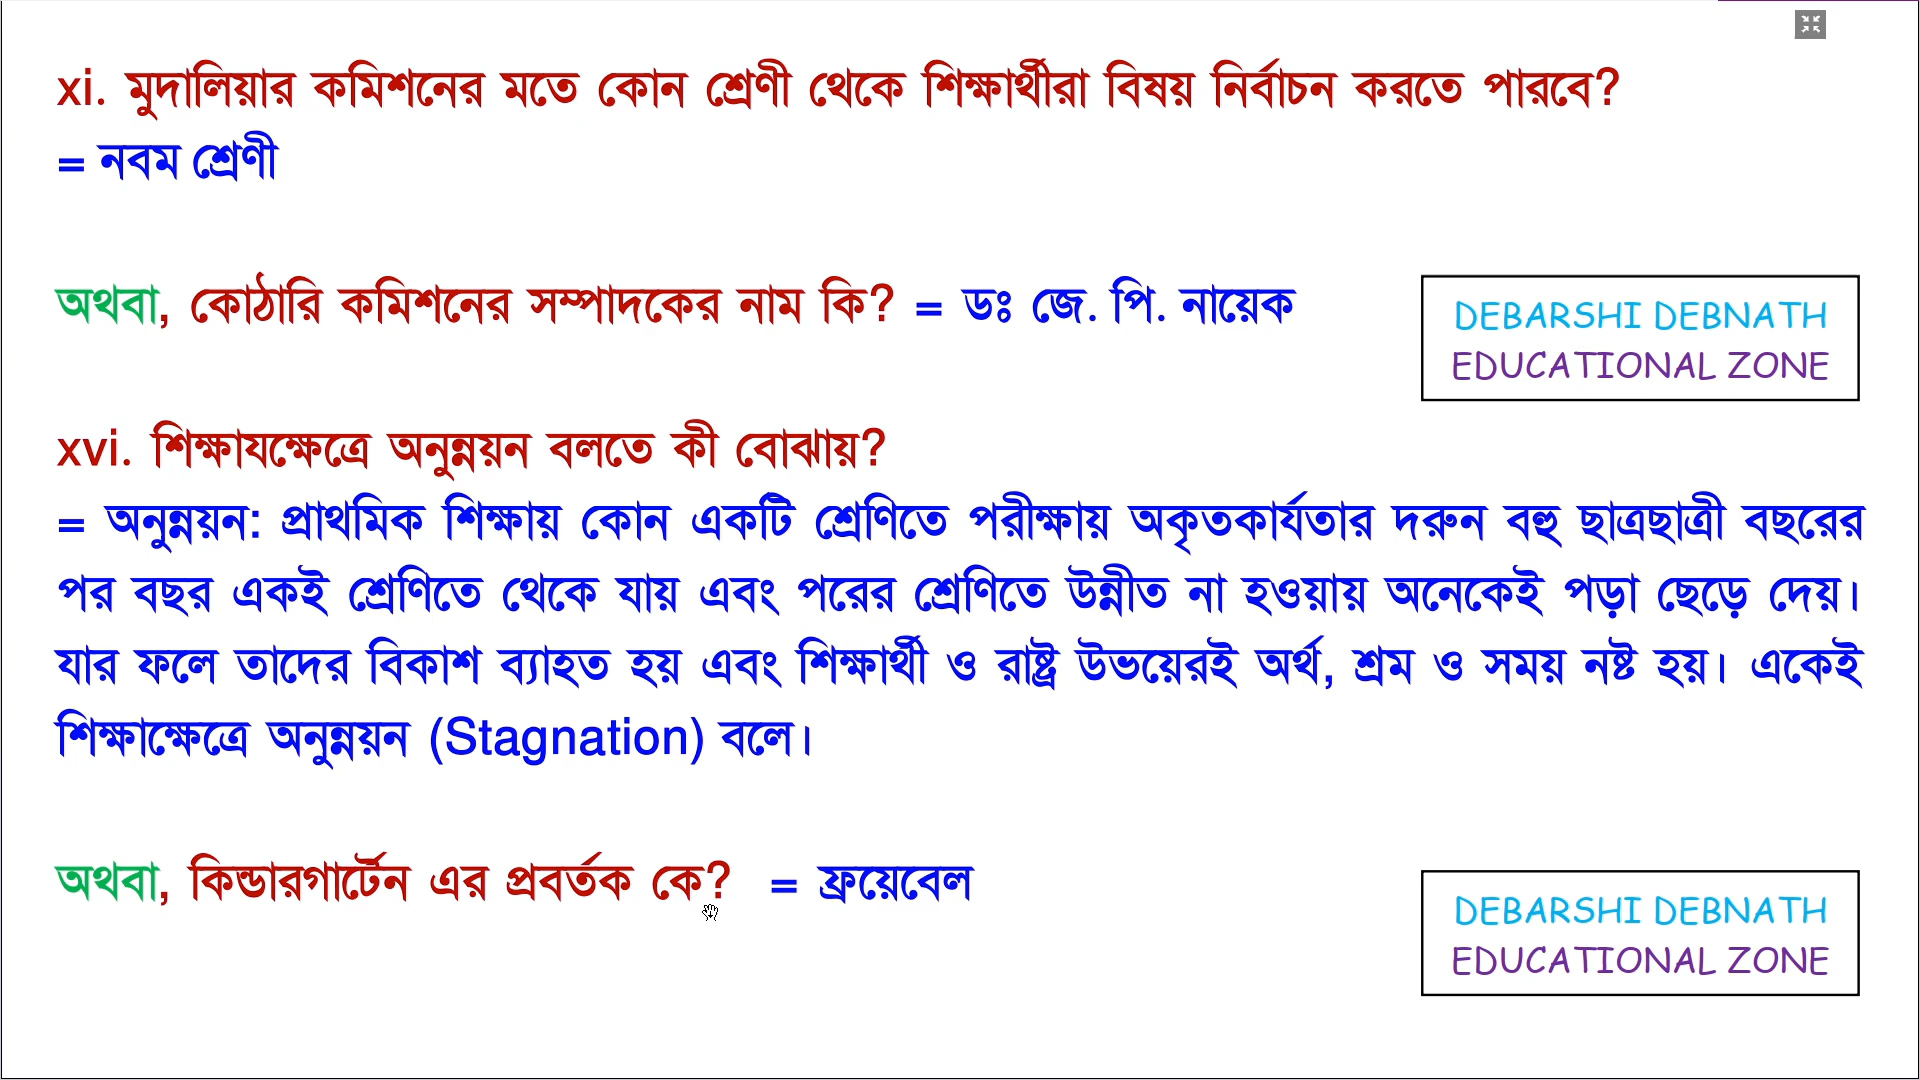 xi. মুদালিয়ার কমিশনের মতে কোন শ্রেণী থেকে শিক্ষার্থীরা বিষয় নির্বাচন করতে পারবে?
= নবম শ্রেণী
অথবা, কোঠারি কমিশনের সম্পাদকের নাম কি? = ডঃ জে. পি. নায়েক
DEBARSHI DEBNATH
EDUCATIONAL ZONE
xvi. শিক্ষাযক্ষেত্রে অনুন্নয়ন বলতে কী বোঝায়?
= অনুন্নয়ন: প্রাথমিক শিক্ষায় কোন একটি শ্রেণিতে পরীক্ষায় অকৃতকার্যতার দরুন বহু ছাত্রছাত্রী বছরের
পর বছর একই শ্রেণিতে থেকে যায় এবং পরের শ্রেণিতে উন্নীত না হওয়ায় অনেকেই পড়া ছেড়ে দেয়।
যার ফলে তাদের বিকাশ ব্যাহত হয় এবং শিক্ষার্থী ও রাষ্ট্র উভয়েরই অর্থ, শ্রম ও সময় নষ্ট হয়। একেই
শিক্ষাক্ষেত্রে অনুন্নয়ন (Stagnation) বলে।
অথবা, কিন্ডারগার্টেন এর প্রবর্তক কে? = ফ্রয়েবেল
DEBARSHI DEBNATH
EDUCATIONAL ZONE